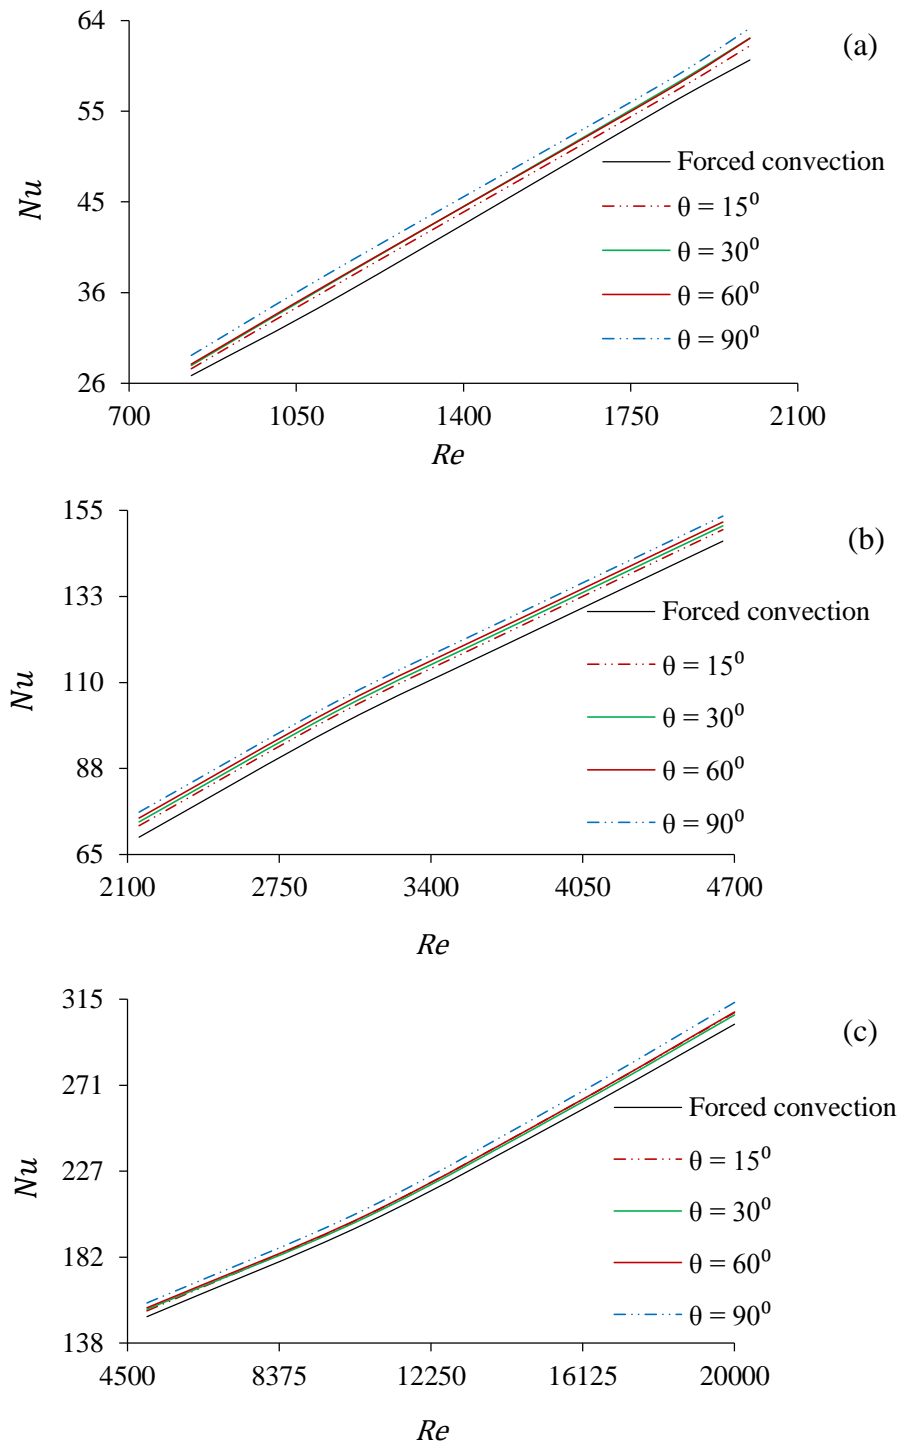 64
(a)
55
Forced convection
45
Nu
θ = 15⁰
θ = 30⁰
36
θ = 60⁰
θ = 90⁰
26
700
1050
1400
1750
2100
Re
155
(b)
133
Forced convection
110
Nu
θ = 15⁰
θ = 30⁰
88
θ = 60⁰
θ = 90⁰
65
2100
2750
3400
4050
4700
Re
315
(c)
271
Forced convection
227
Nu
θ = 15⁰
θ = 30⁰
182
θ = 60⁰
θ = 90⁰
138
4500
8375
12250
16125
20000
Re